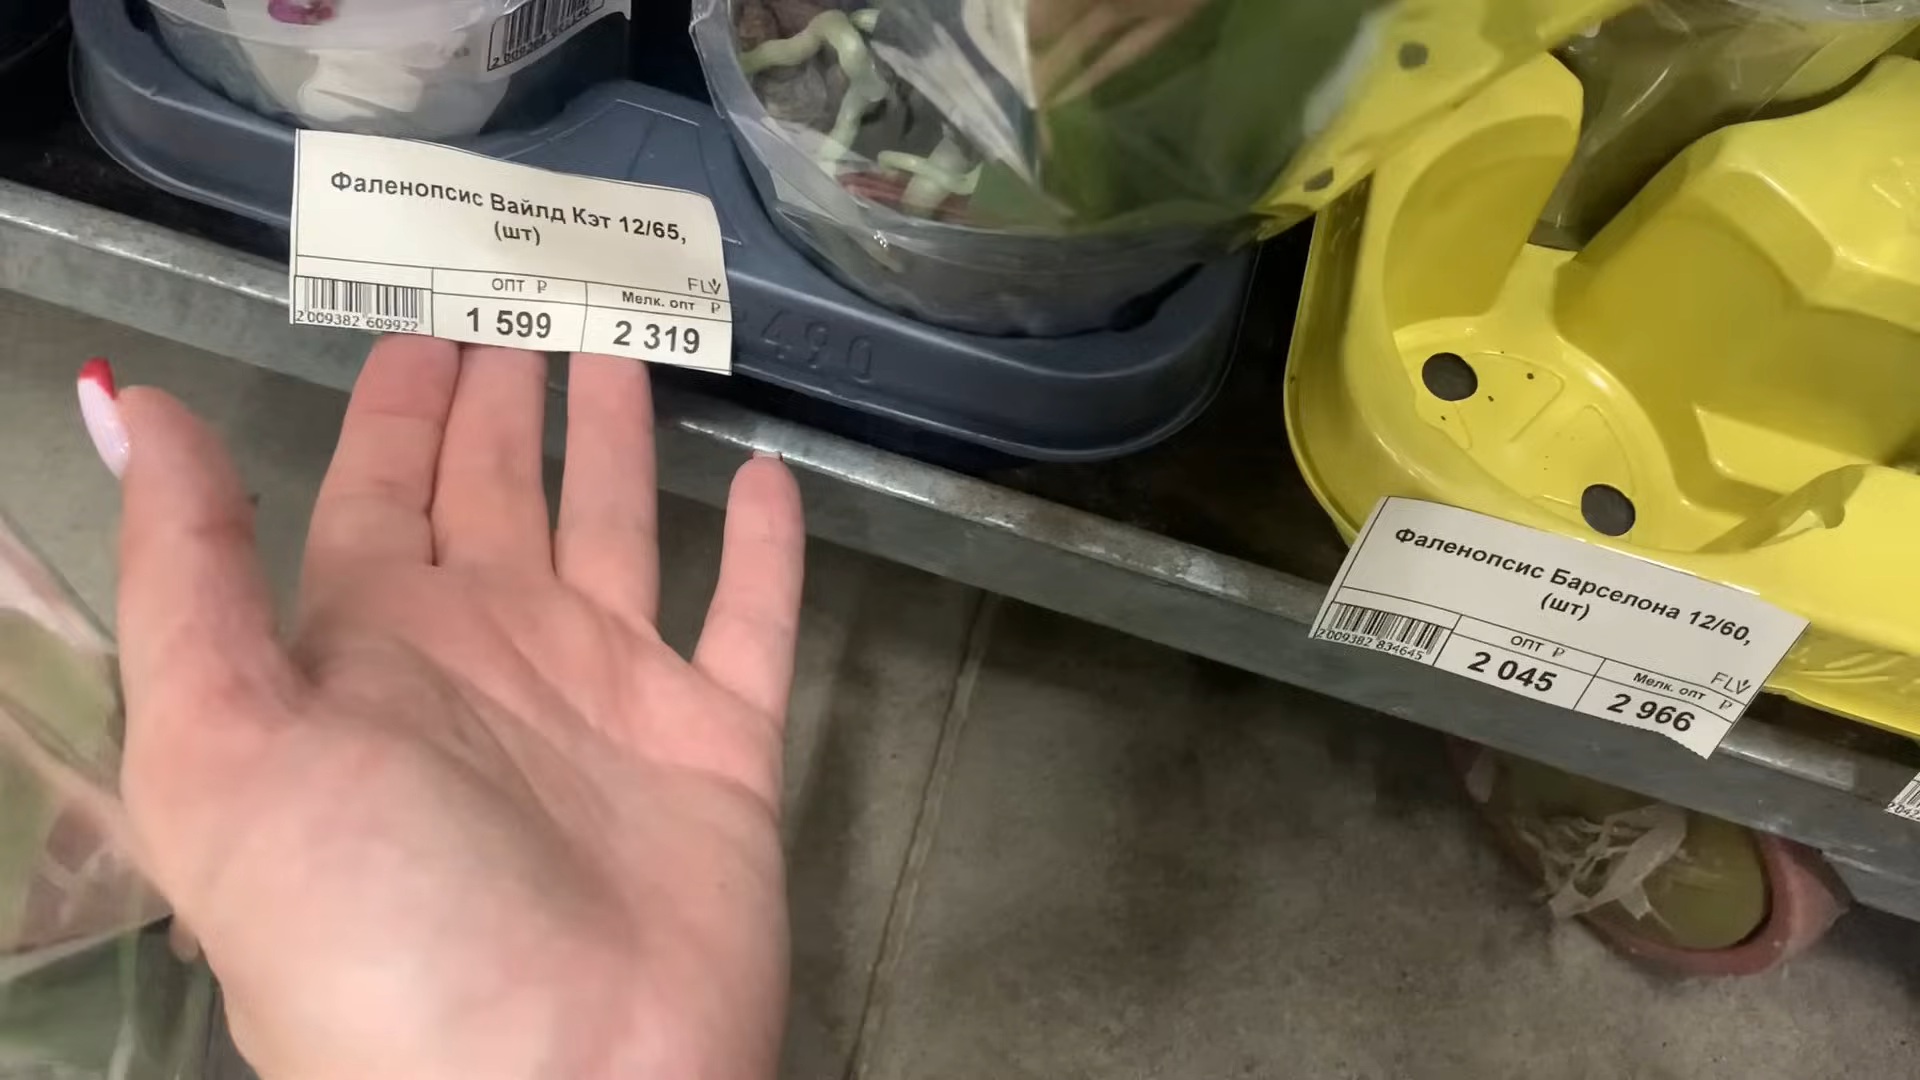 Фаленопсис Вайлд Кэт 12/65,
(шт)
ОПТ ₽
Мелк. опт ₽
FLV
2 009382 609922
1 599
2 319
490
Фаленопсис Барселона 12/60,
(шт)
ОПТ ₽
Мелк. опт ₽
FLV
2 009382 834645
2 045
2 966